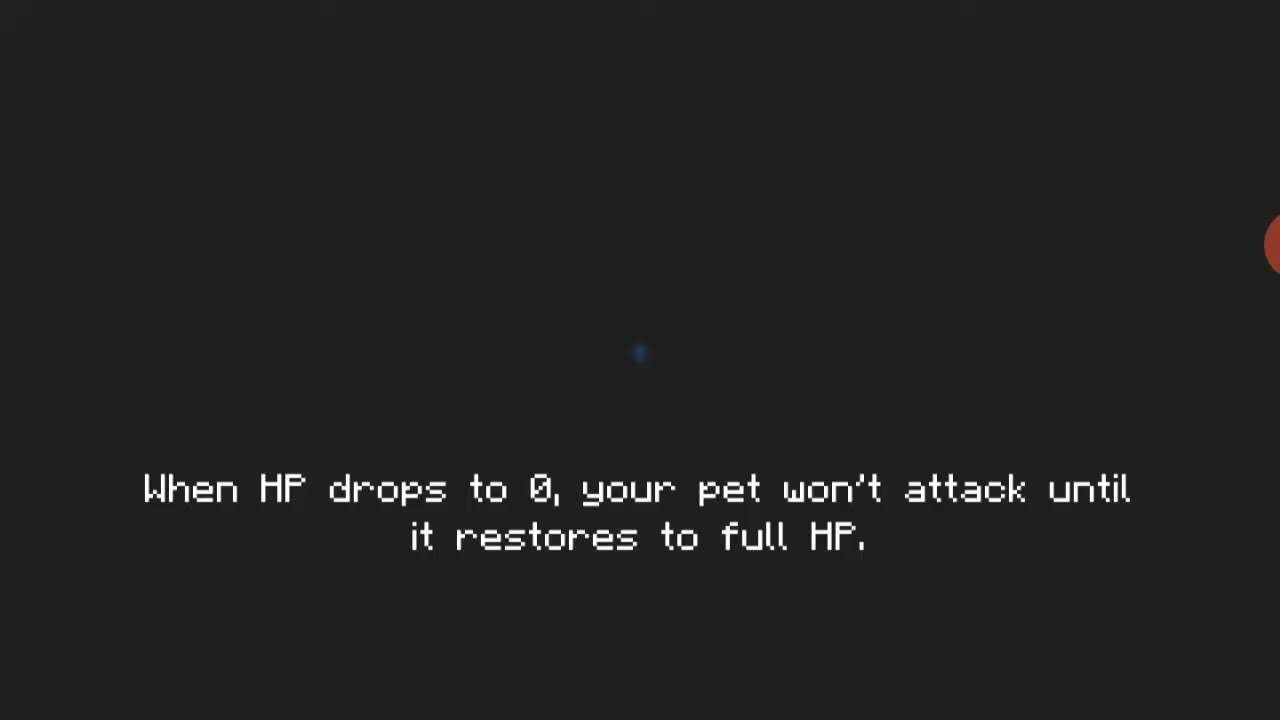 When HP drops to 0, your pet won't attack until
it restores to full HP.